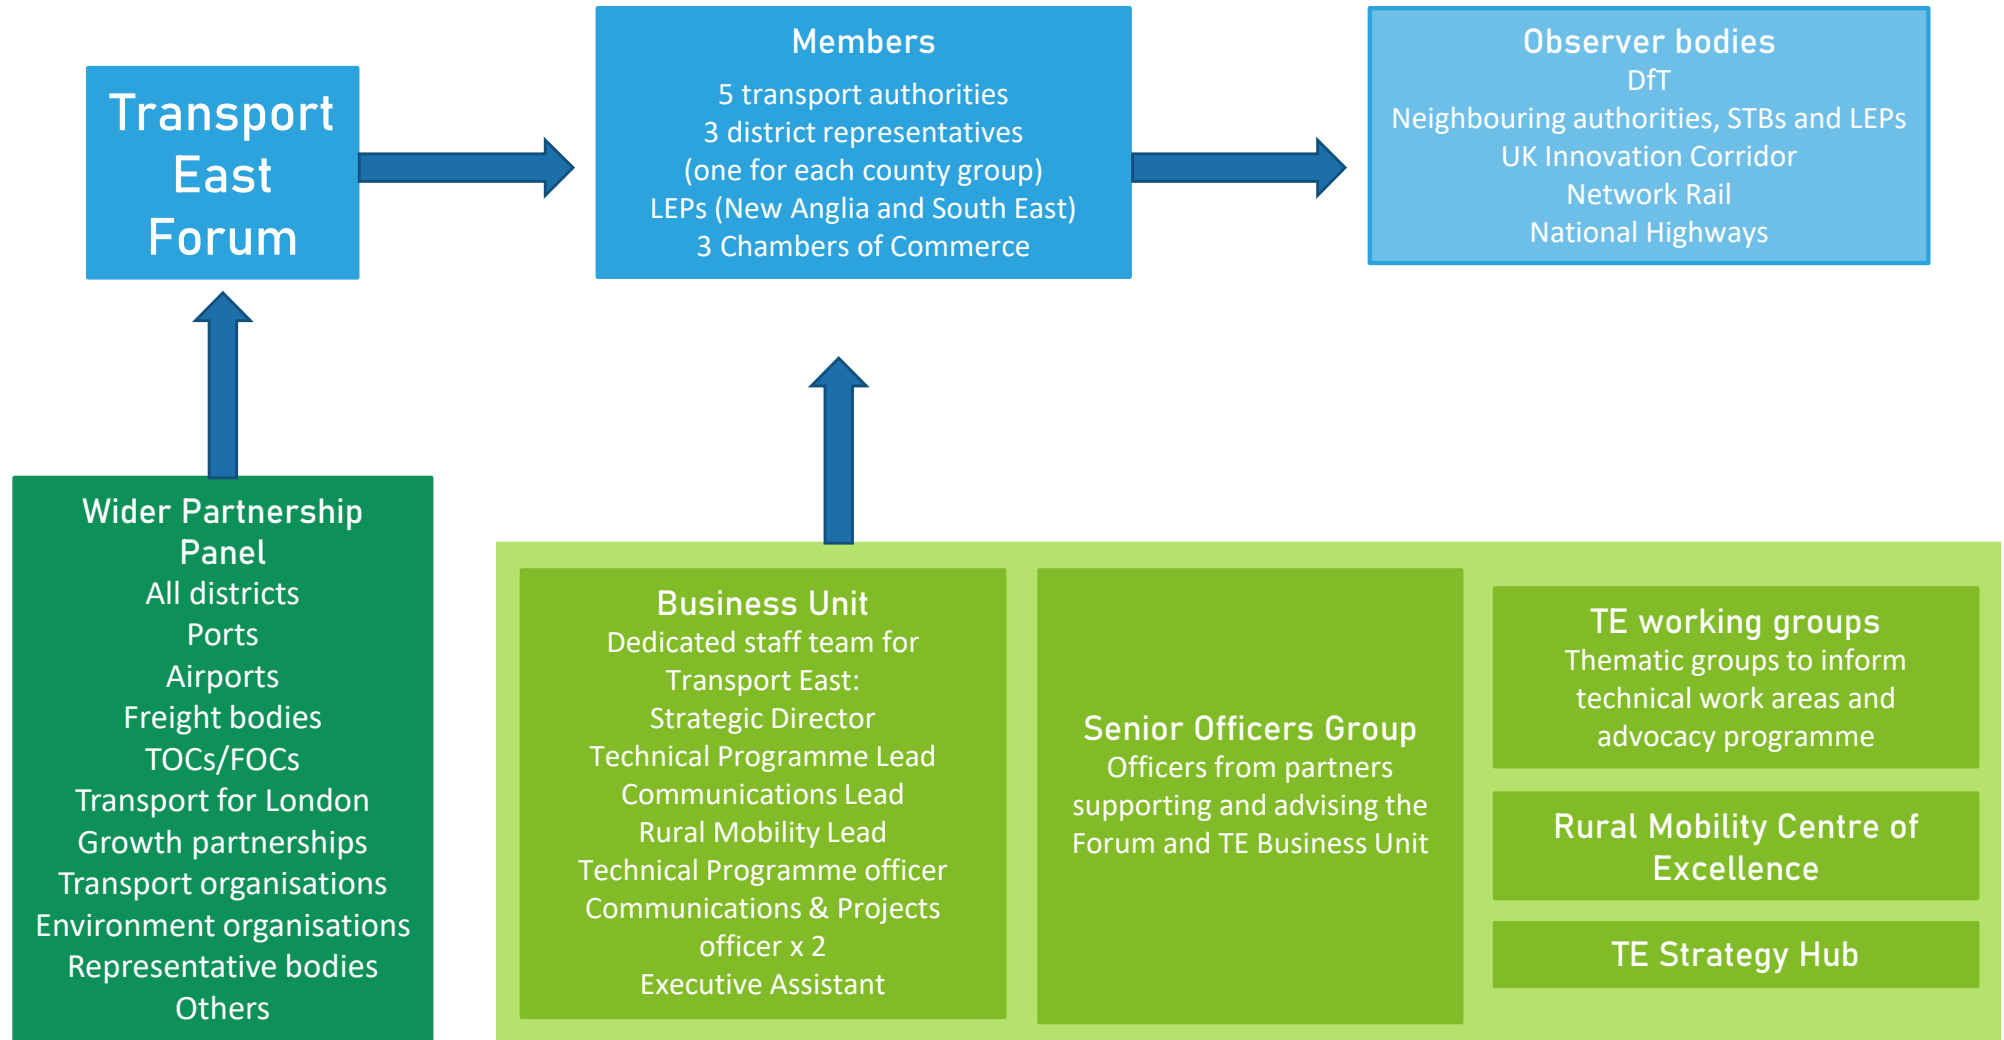 Transport
East
Forum
Members
5 transport authorities
3 district representatives
(one for each county group)
LEPs (New Anglia and South East)
3 Chambers of Commerce
Observer bodies
DfT
Neighbouring authorities, STBs and LEPs
UK Innovation Corridor
Network Rail
National Highways
Wider Partnership
Panel
All districts
Ports
Airports
Freight bodies
TOCs/FOCs
Transport for London
Growth partnerships
Transport organisations
Environment organisations
Representative bodies
Others
Business Unit
Dedicated staff team for
Transport East:
Strategic Director
Technical Programme Lead
Communications Lead
Rural Mobility Lead
Technical Programme officer
Communications & Projects
officer x 2
Executive Assistant
Senior Officers Group
Officers from partners
supporting and advising the
Forum and TE Business Unit
TE working groups
Thematic groups to inform
technical work areas and
advocacy programme
Rural Mobility Centre of
Excellence
TE Strategy Hub